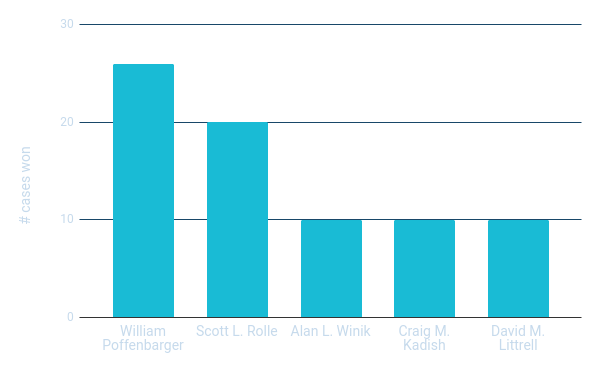 30
20
10
0
# cases won
William
Poffenbarger
Scott L. Rolle
Alan L. Winik
Craig M.
Kadish
David M.
Littrell